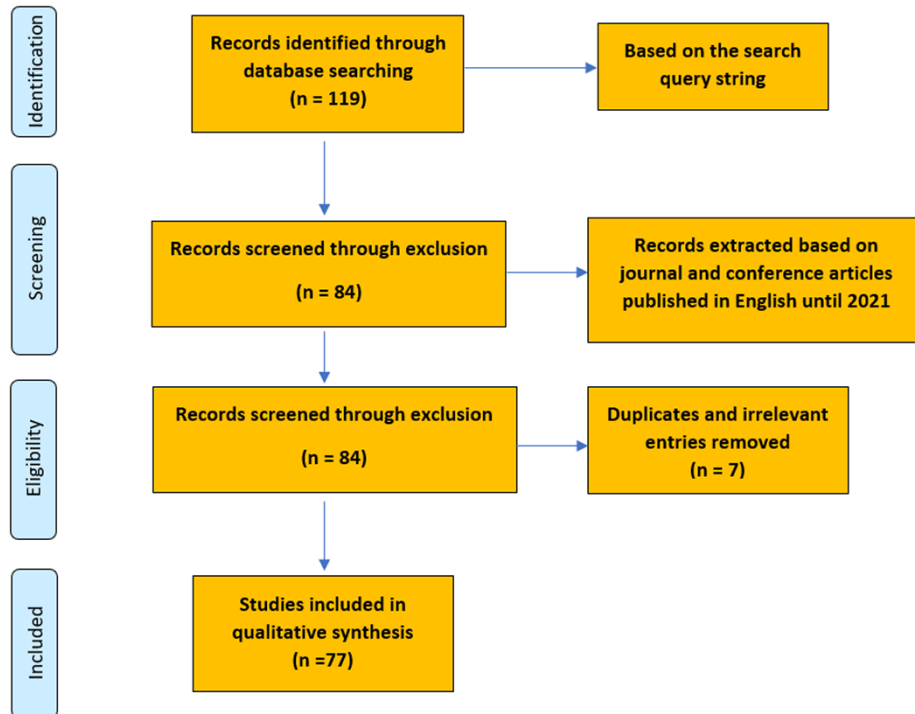 Identification
Records identified through
database searching
(n = 119)
Based on the search
query string
Screening
Records screened through exclusion
(n = 84)
Records extracted based on
journal and conference articles
published in English until 2021
Eligibility
Records screened through exclusion
(n = 84)
Duplicates and irrelevant
entries removed
(n = 7)
Included
Studies included in
qualitative synthesis
(n =77)